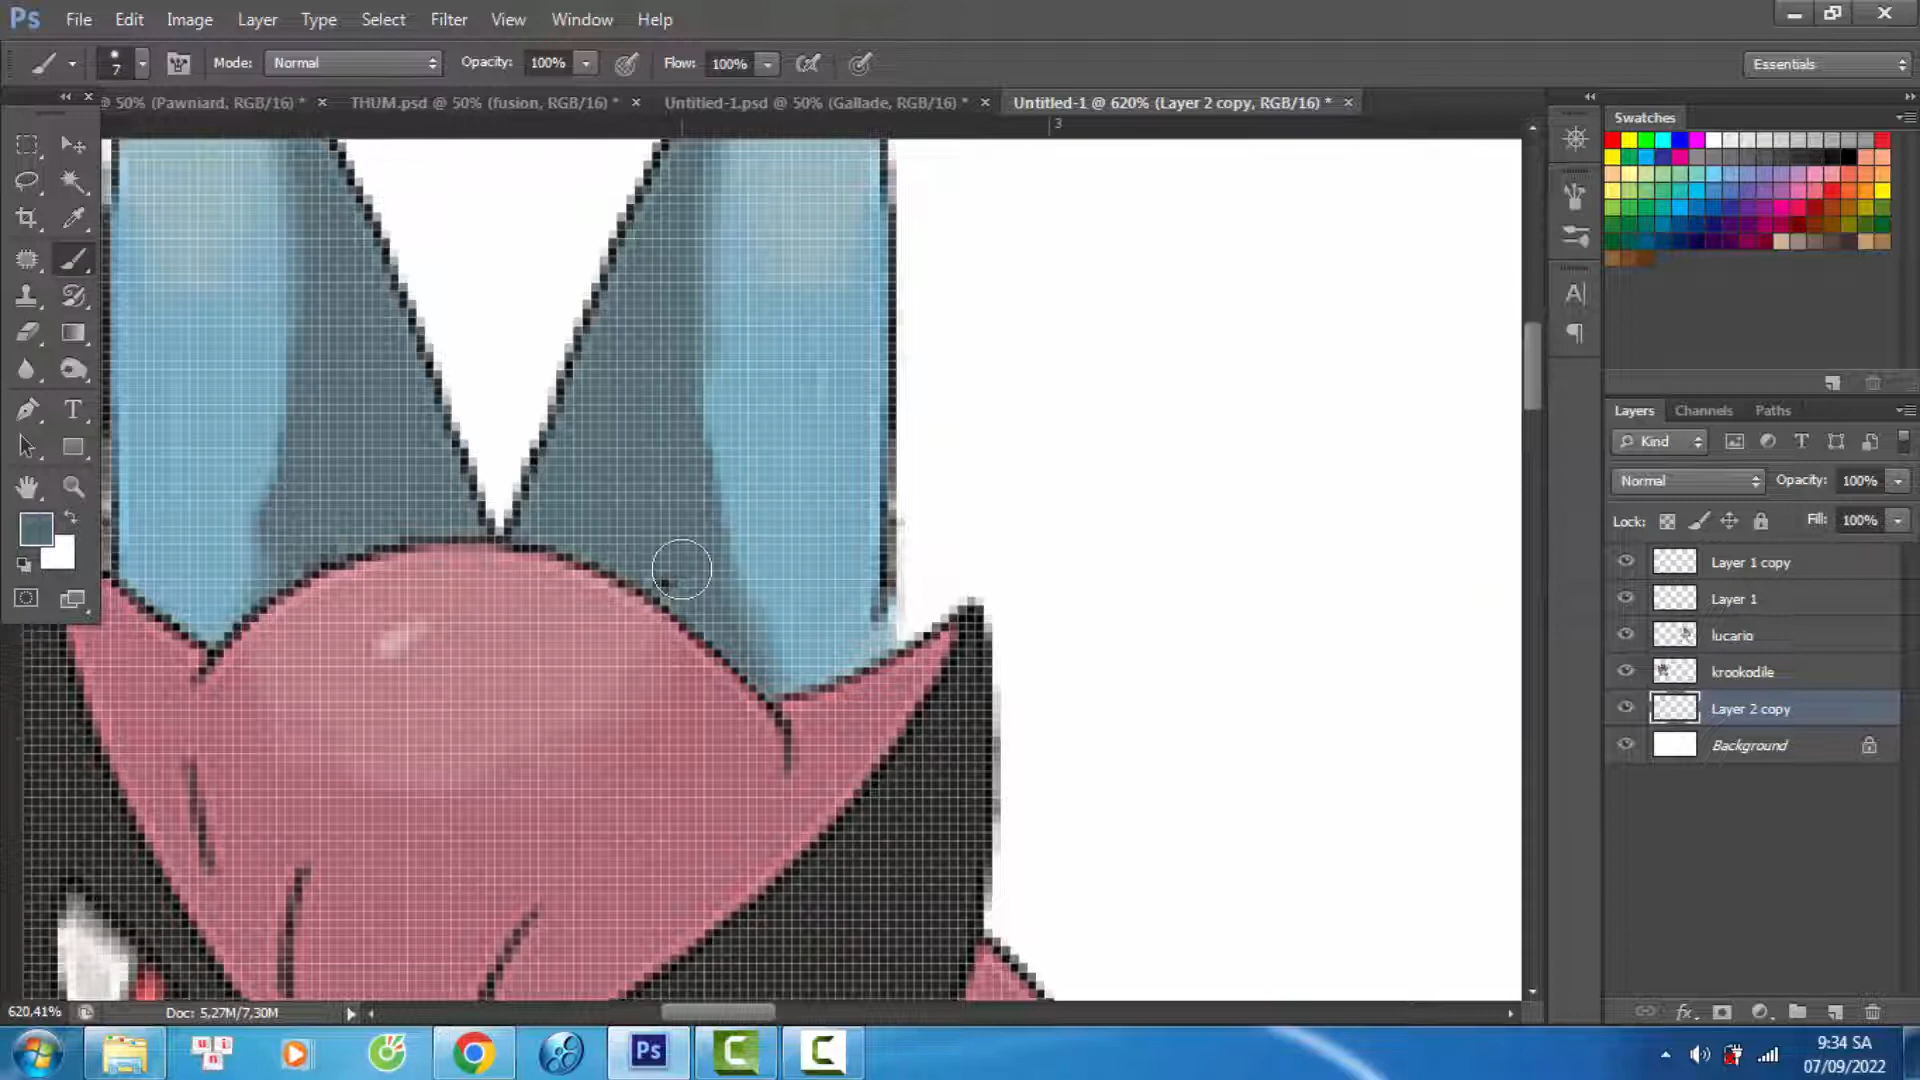 Ps File Edit Image Layer Type Select Filter View Window Help
7 Mode: Normal Opacity: 100% Flow: 100% Essentials
@ 50% (Pawniard, RGB/16) * × THUM.psd @ 50% (fusion, RGB/16) * × Untitled-1.psd @ 50% (Gallade, RGB/16) * × Untitled-1 @ 620% (Layer 2 copy, RGB/16) * ×
3
Swatches
Layers Channels Paths
Kind
Normal Opacity: 100%
Lock: Fill: 100%
Layer 1 copy
Layer 1
lucario
krookodile
Layer 2 copy
Background
620,41% Doc: 5,27M/7,30M
Ps
9:34 SA
07/09/2022